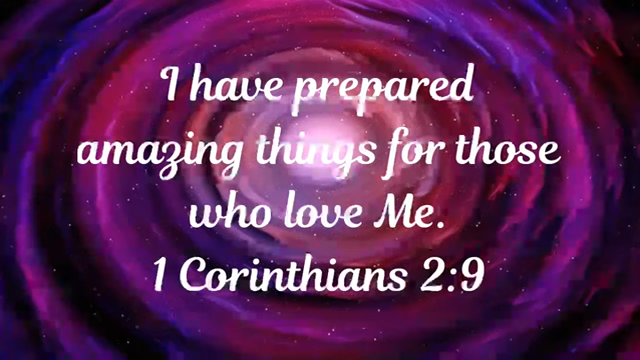 I have prepared
amazing things for those
who love Me.
1 Corinthians 2:9